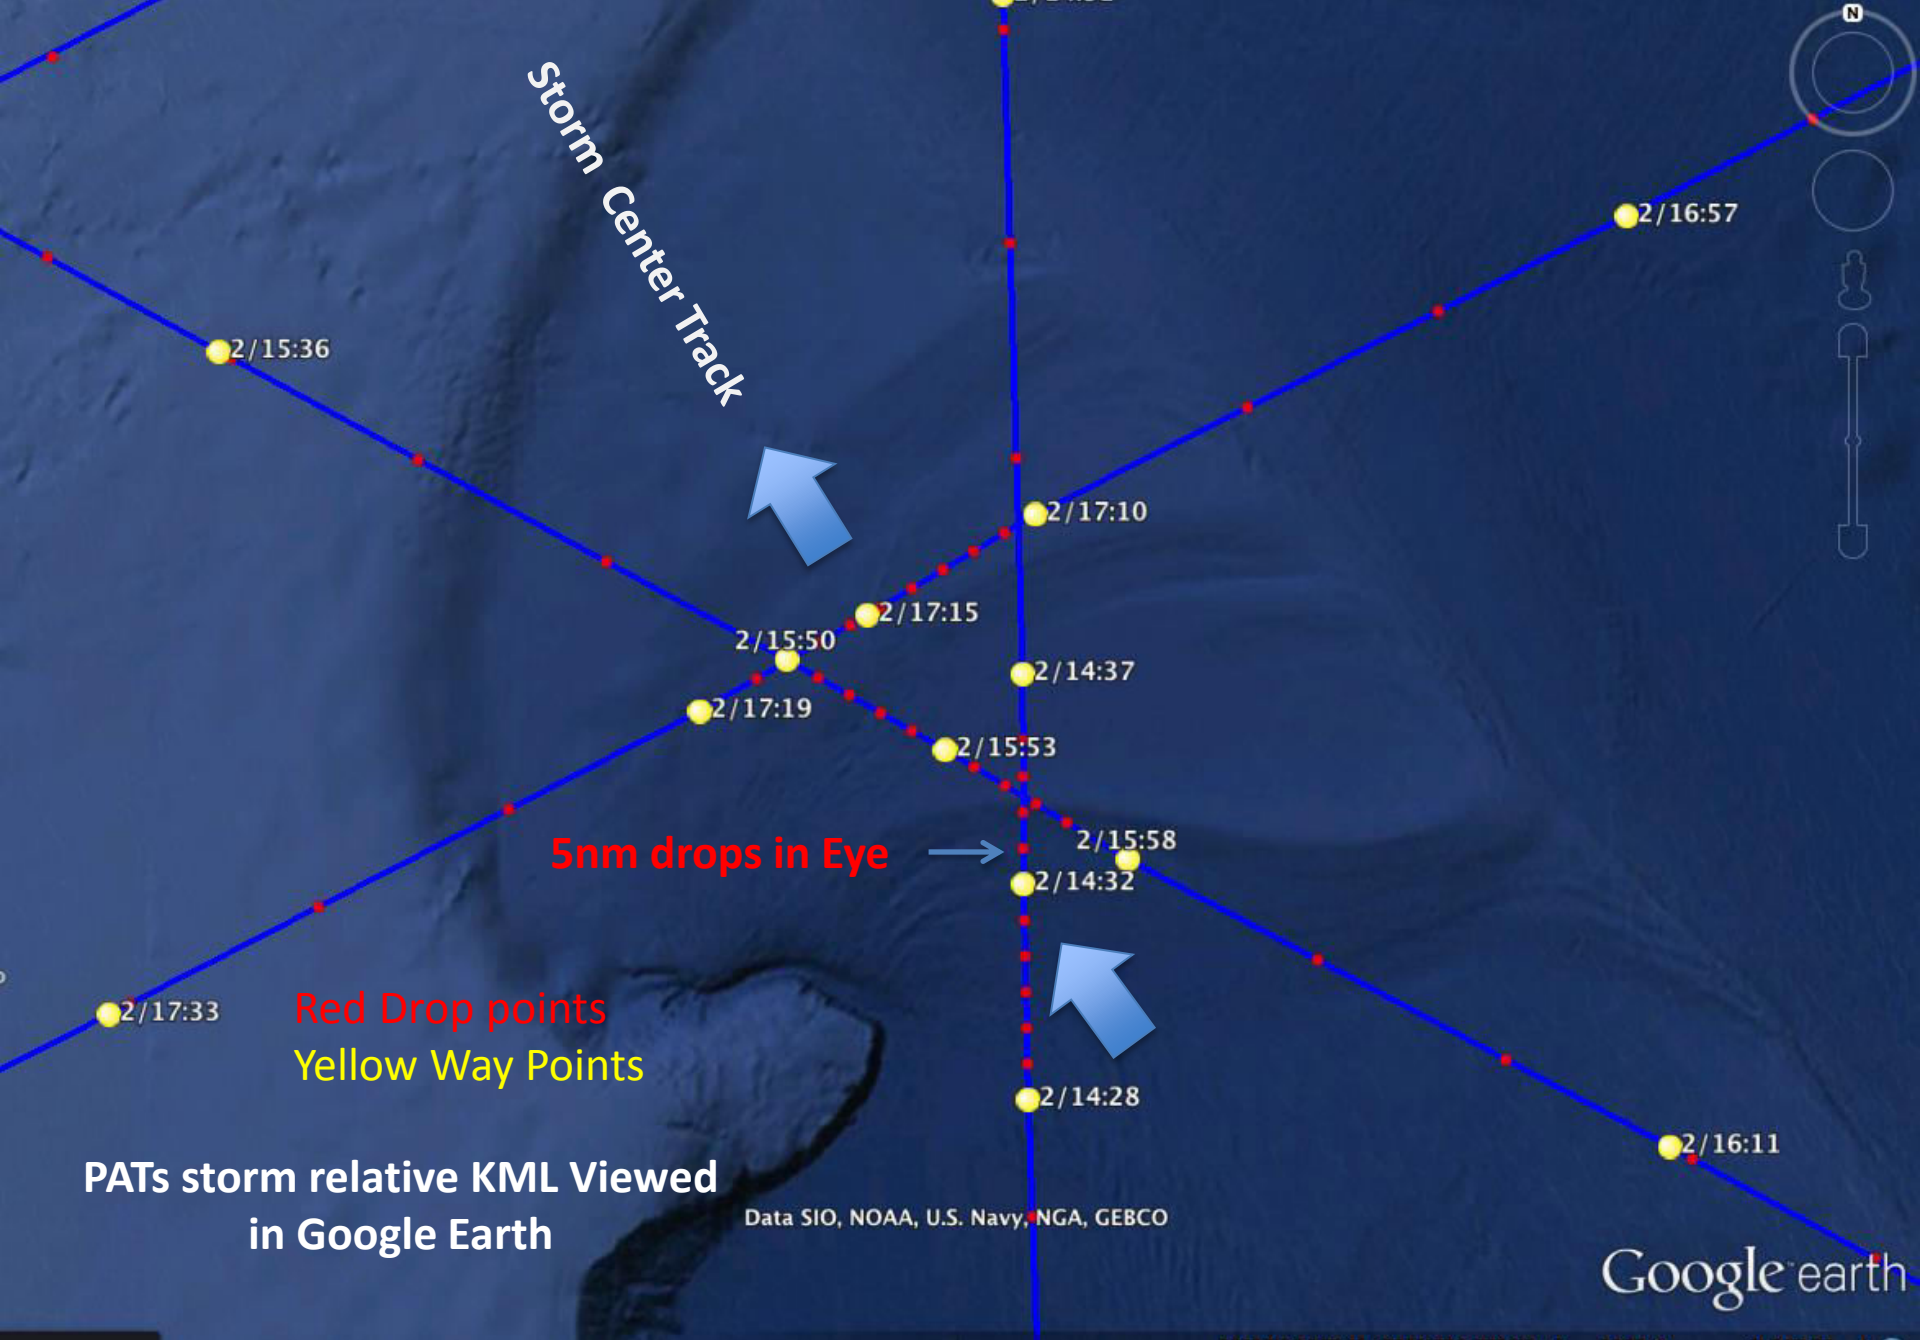 N
2/16:57
Storm Center Track
2/15:36
2/17:10
2/17:15
2/15:50
2/14:37
2/17:19
2/15:53
5nm drops in Eye
2/15:58
2/14:32
2/17:33
Red Drop points
Yellow Way Points
2/14:28
2/16:11
PATs storm relative KML Viewed
in Google Earth
Data SIO, NOAA, U.S. Navy, NGA, GEBCO
Google earth